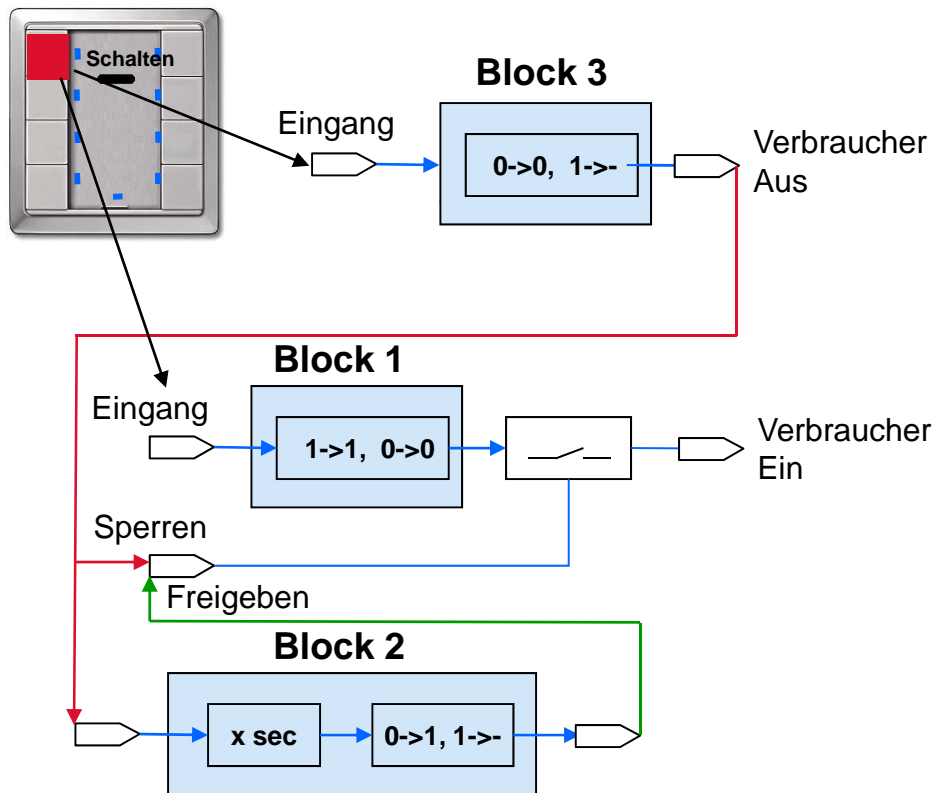 Schalten
Block 3
Eingang
0->0, 1->-
Verbraucher
Aus
Block 1
Eingang
1->1, 0->0
Verbraucher
Ein
Sperren
Freigeben
Block 2
x sec
0->1, 1->-